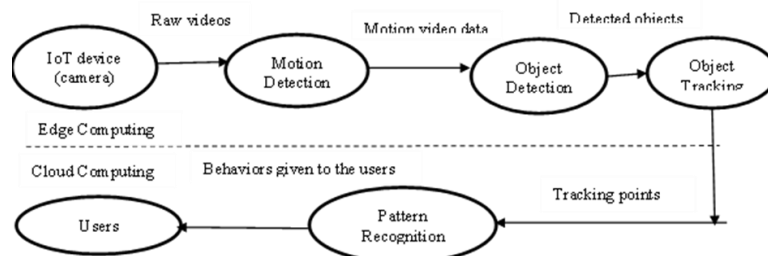 Raw videos
Motion video data
Detected objects
IoT device
(camera)
Motion
Detection
Object
Detection
Object
Tracking
Edge Computing
Cloud Computing
Behaviors given to the users
Tracking points
Users
Pattern
Recognition